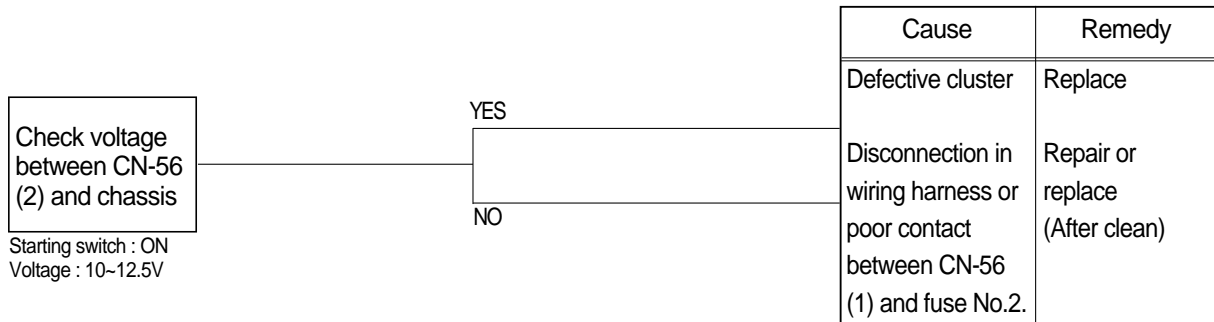 Check voltage
between CN-56
(2) and chassis
Starting switch : ON
Voltage : 10~12.5V
YES
NO
Cause
Remedy
Defective cluster
Replace
Disconnection in
wiring harness or
poor contact
between CN-56
(1) and fuse No.2.
Repair or
replace
(After clean)